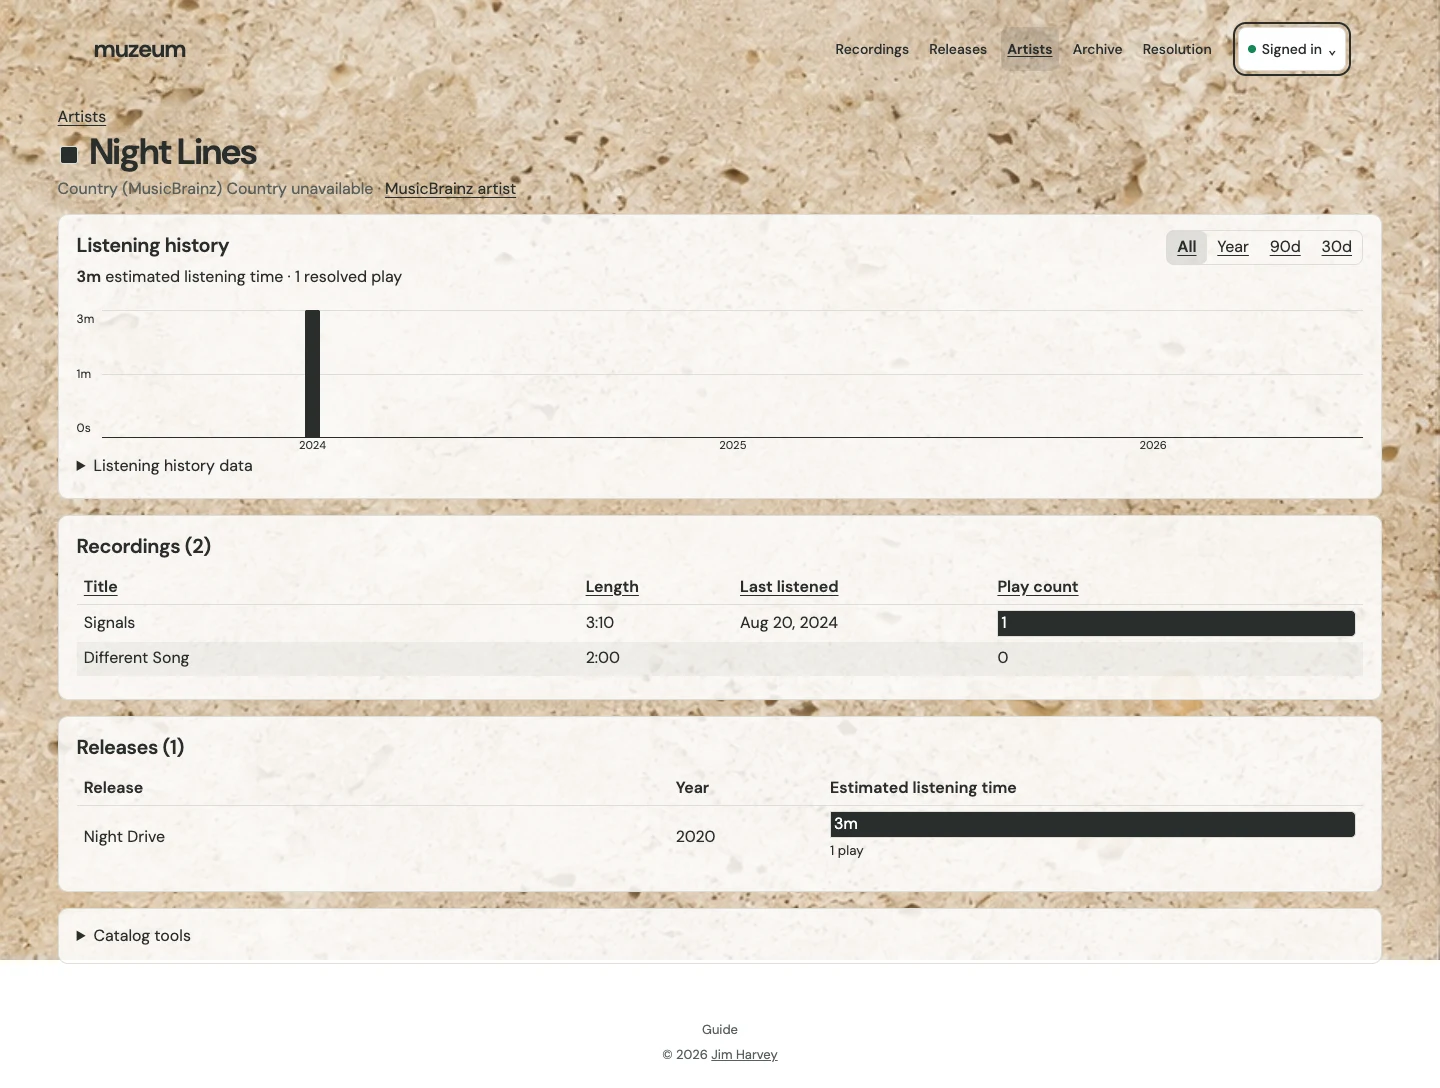 muzeum
Recordings Releases Artists Archive Resolution Signed in
Artists
Night Lines
Country (MusicBrainz) Country unavailable · MusicBrainz artist
Listening history
All Year 90d 30d
3m estimated listening time · 1 resolved play
3m
1m
0s
2024 2025 2026
Listening history data
Recordings (2)
Title Length Last listened Play count
Signals 3:10 Aug 20, 2024 1
Different Song 2:00 0
Releases (1)
Release Year Estimated listening time
Night Drive 2020 3m
1 play
Catalog tools
Guide
© 2026 Jim Harvey